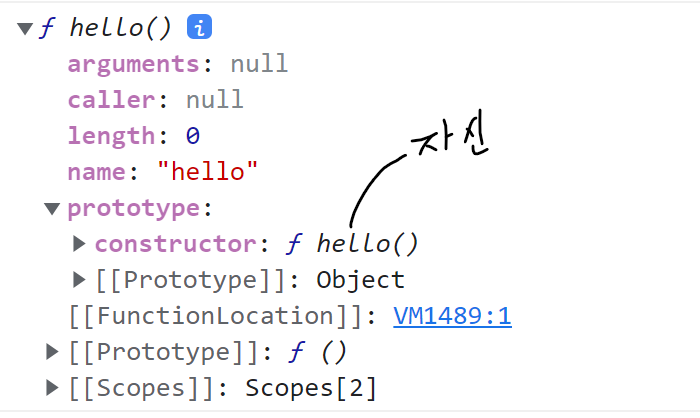 ▼ƒ hello() i
arguments: null
caller: null
length: 0
name: "hello"
▼prototype:
자신
▶constructor: ƒ hello()
▶[[Prototype]]: Object
[[FunctionLocation]]: VM1489:1
▶[[Prototype]]: ƒ ()
▶[[Scopes]]: Scopes[2]